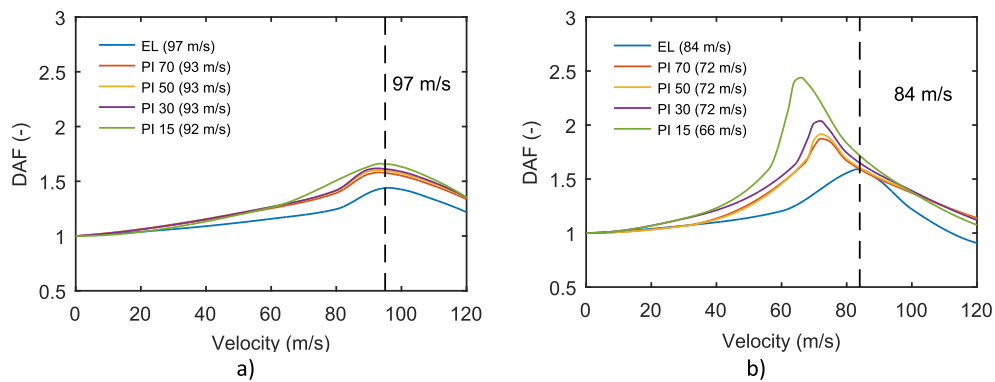 3
2.5
2
1.5
1
0.5
DAF (-)
EL (97 m/s)
PI 70 (93 m/s)
PI 50 (93 m/s)
PI 30 (93 m/s)
PI 15 (92 m/s)
97 m/s
0 20 40 60 80 100 120
Velocity (m/s)
a)
3
2.5
2
1.5
1
0.5
DAF (-)
EL (84 m/s)
PI 70 (72 m/s)
PI 50 (72 m/s)
PI 30 (72 m/s)
PI 15 (66 m/s)
84 m/s
0 20 40 60 80 100 120
Velocity (m/s)
b)